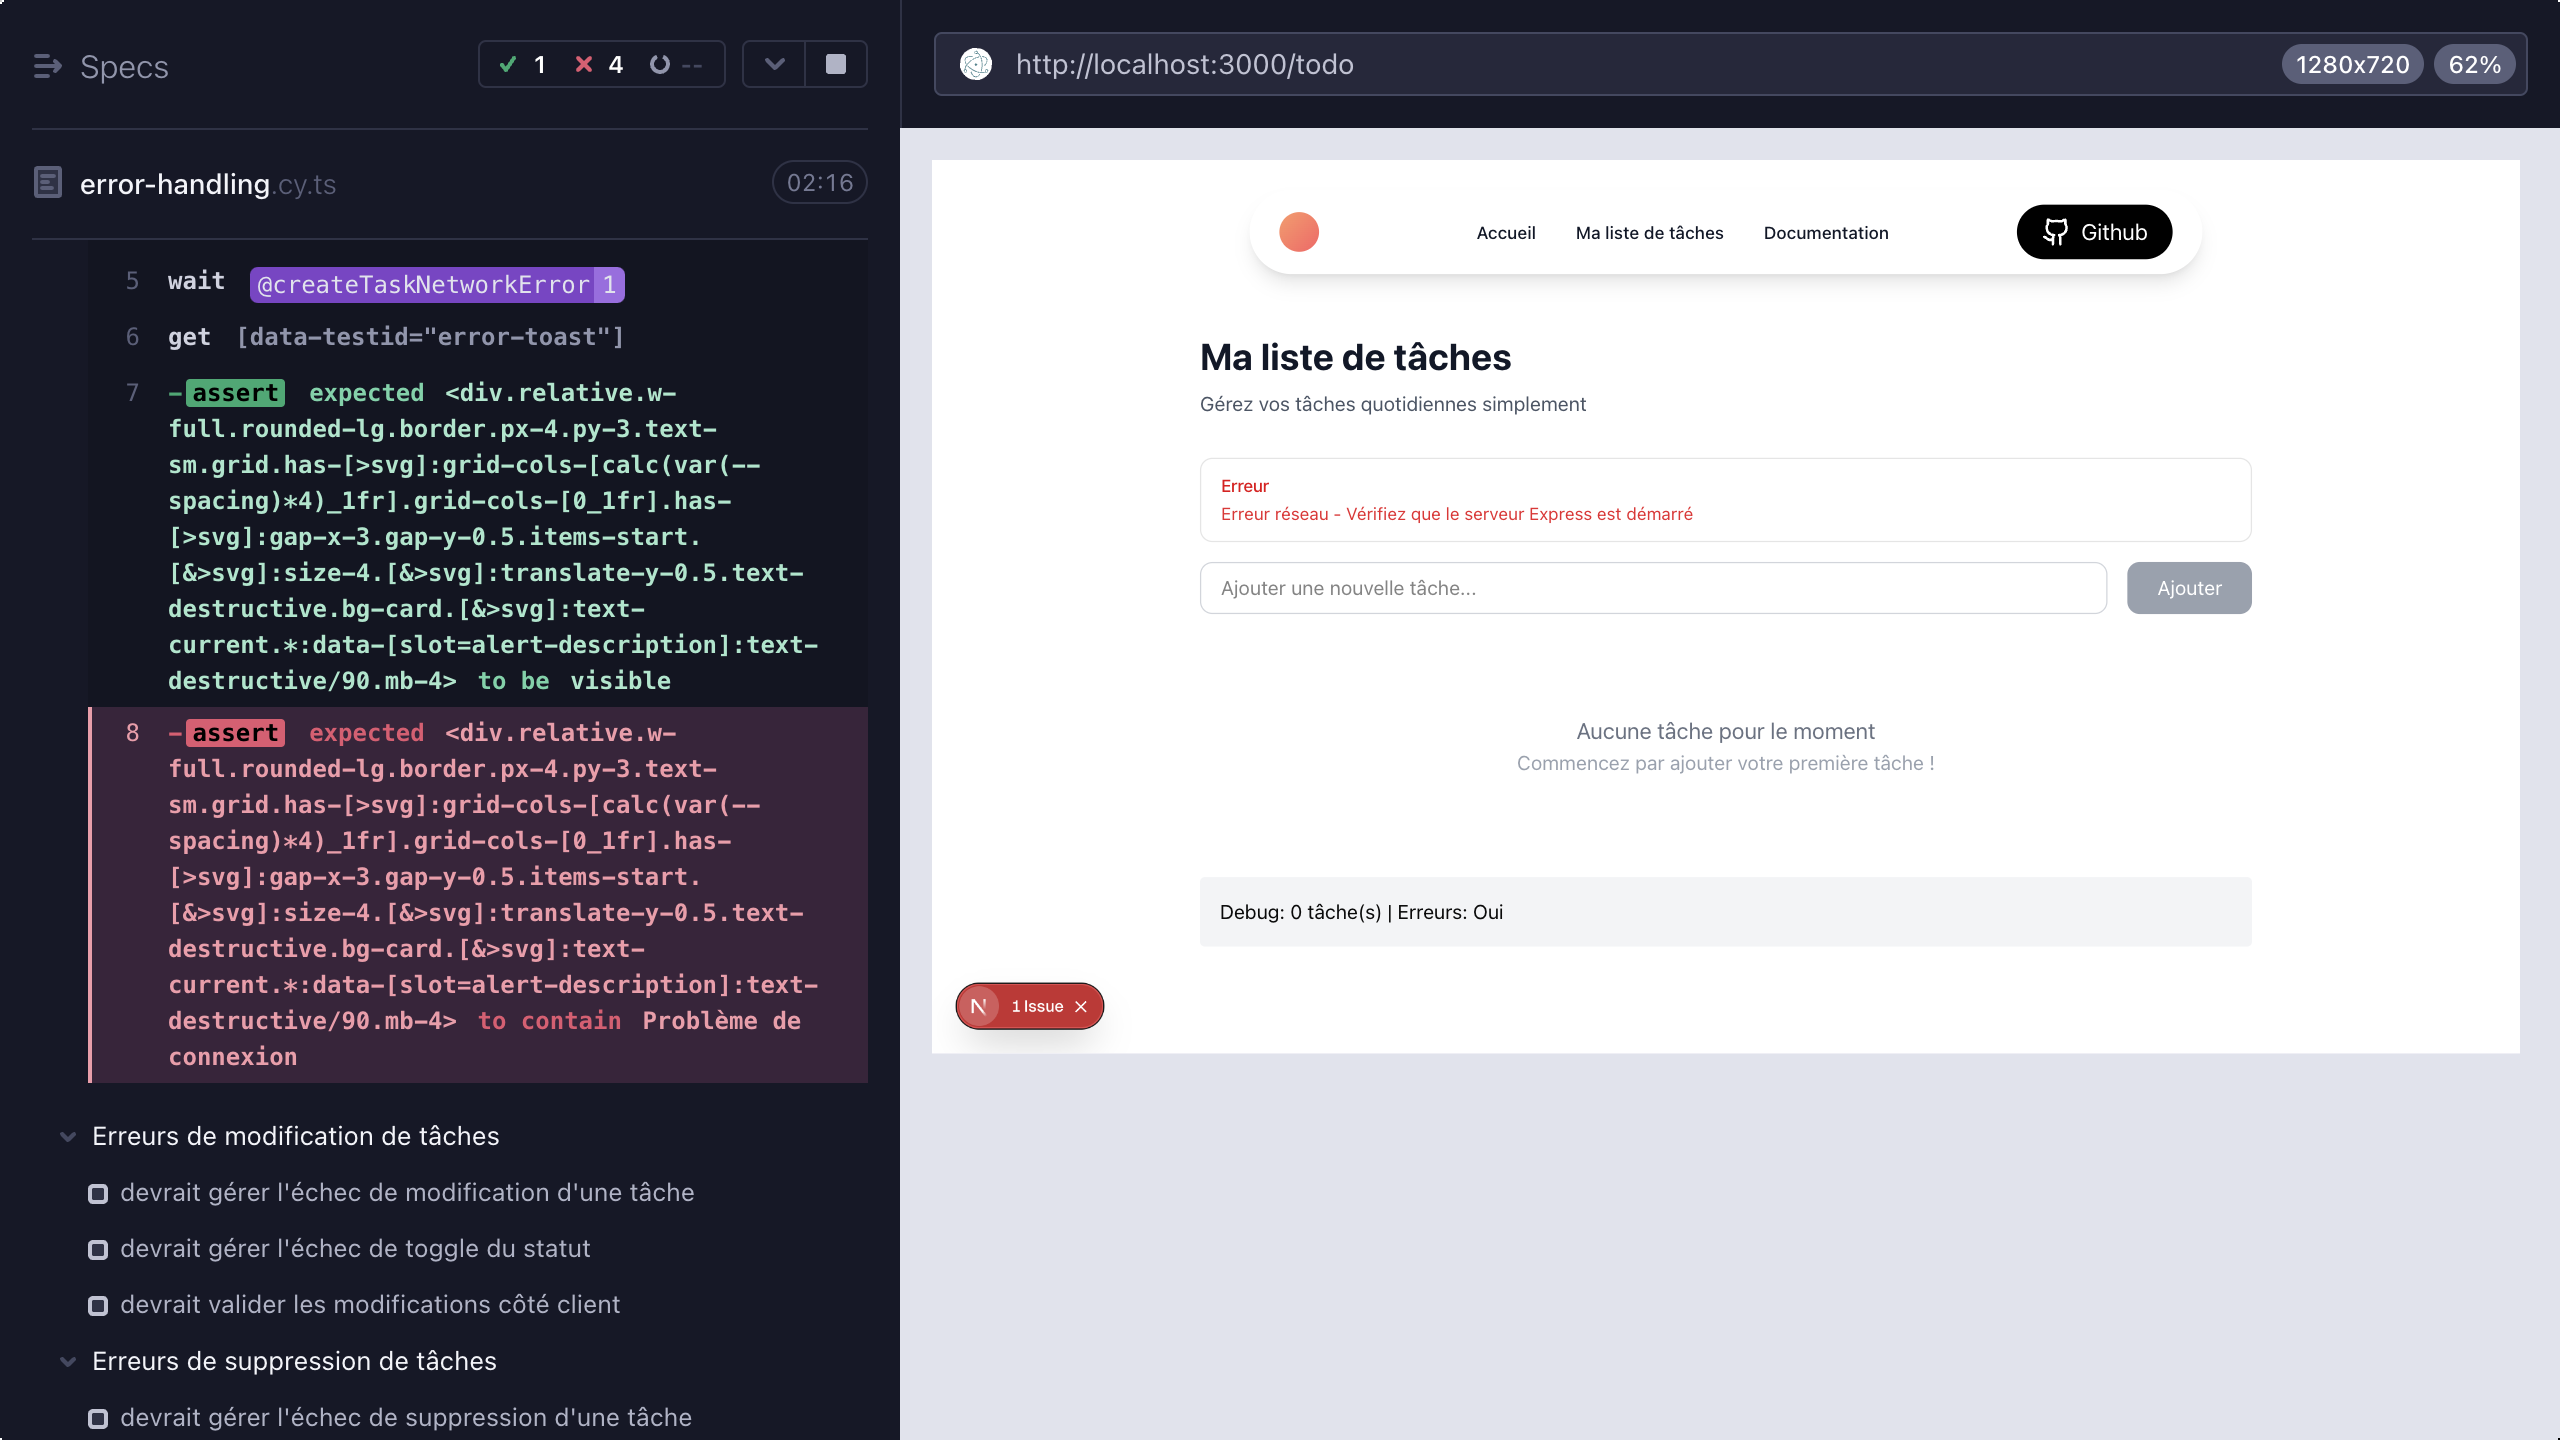 Specs
1
4
--
error-handling.cy.ts
02:16
5 wait @createTaskNetworkError 1
6 get [data-testid="error-toast"]
7 -assert expected <div.relative.w-
full.rounded-lg.border.px-4.py-3.text-
sm.grid.has-[>svg]:grid-cols-[calc(var(--
spacing)*4)_1fr].grid-cols-[0_1fr].has-
[>svg]:gap-x-3.gap-y-0.5.items-start.
[&>svg]:size-4.[&>svg]:translate-y-0.5.text-
destructive.bg-card.[&>svg]:text-
current.*:data-[slot=alert-description]:text-
destructive/90.mb-4> to be visible
8 -assert expected <div.relative.w-
full.rounded-lg.border.px-4.py-3.text-
sm.grid.has-[>svg]:grid-cols-[calc(var(--
spacing)*4)_1fr].grid-cols-[0_1fr].has-
[>svg]:gap-x-3.gap-y-0.5.items-start.
[&>svg]:size-4.[&>svg]:translate-y-0.5.text-
destructive.bg-card.[&>svg]:text-
current.*:data-[slot=alert-description]:text-
destructive/90.mb-4> to contain Problème de
connexion
Erreurs de modification de tâches
devrait gérer l'échec de modification d'une tâche
devrait gérer l'échec de toggle du statut
devrait valider les modifications côté client
Erreurs de suppression de tâches
devrait gérer l'échec de suppression d'une tâche
http://localhost:3000/todo
1280x720
62%
Accueil
Ma liste de tâches
Documentation
Github
Ma liste de tâches
Gérez vos tâches quotidiennes simplement
Erreur
Erreur réseau - Vérifiez que le serveur Express est démarré
Ajouter une nouvelle tâche...
Ajouter
Aucune tâche pour le moment
Commencez par ajouter votre première tâche !
Debug: 0 tâche(s) | Erreurs: Oui
N
1 Issue